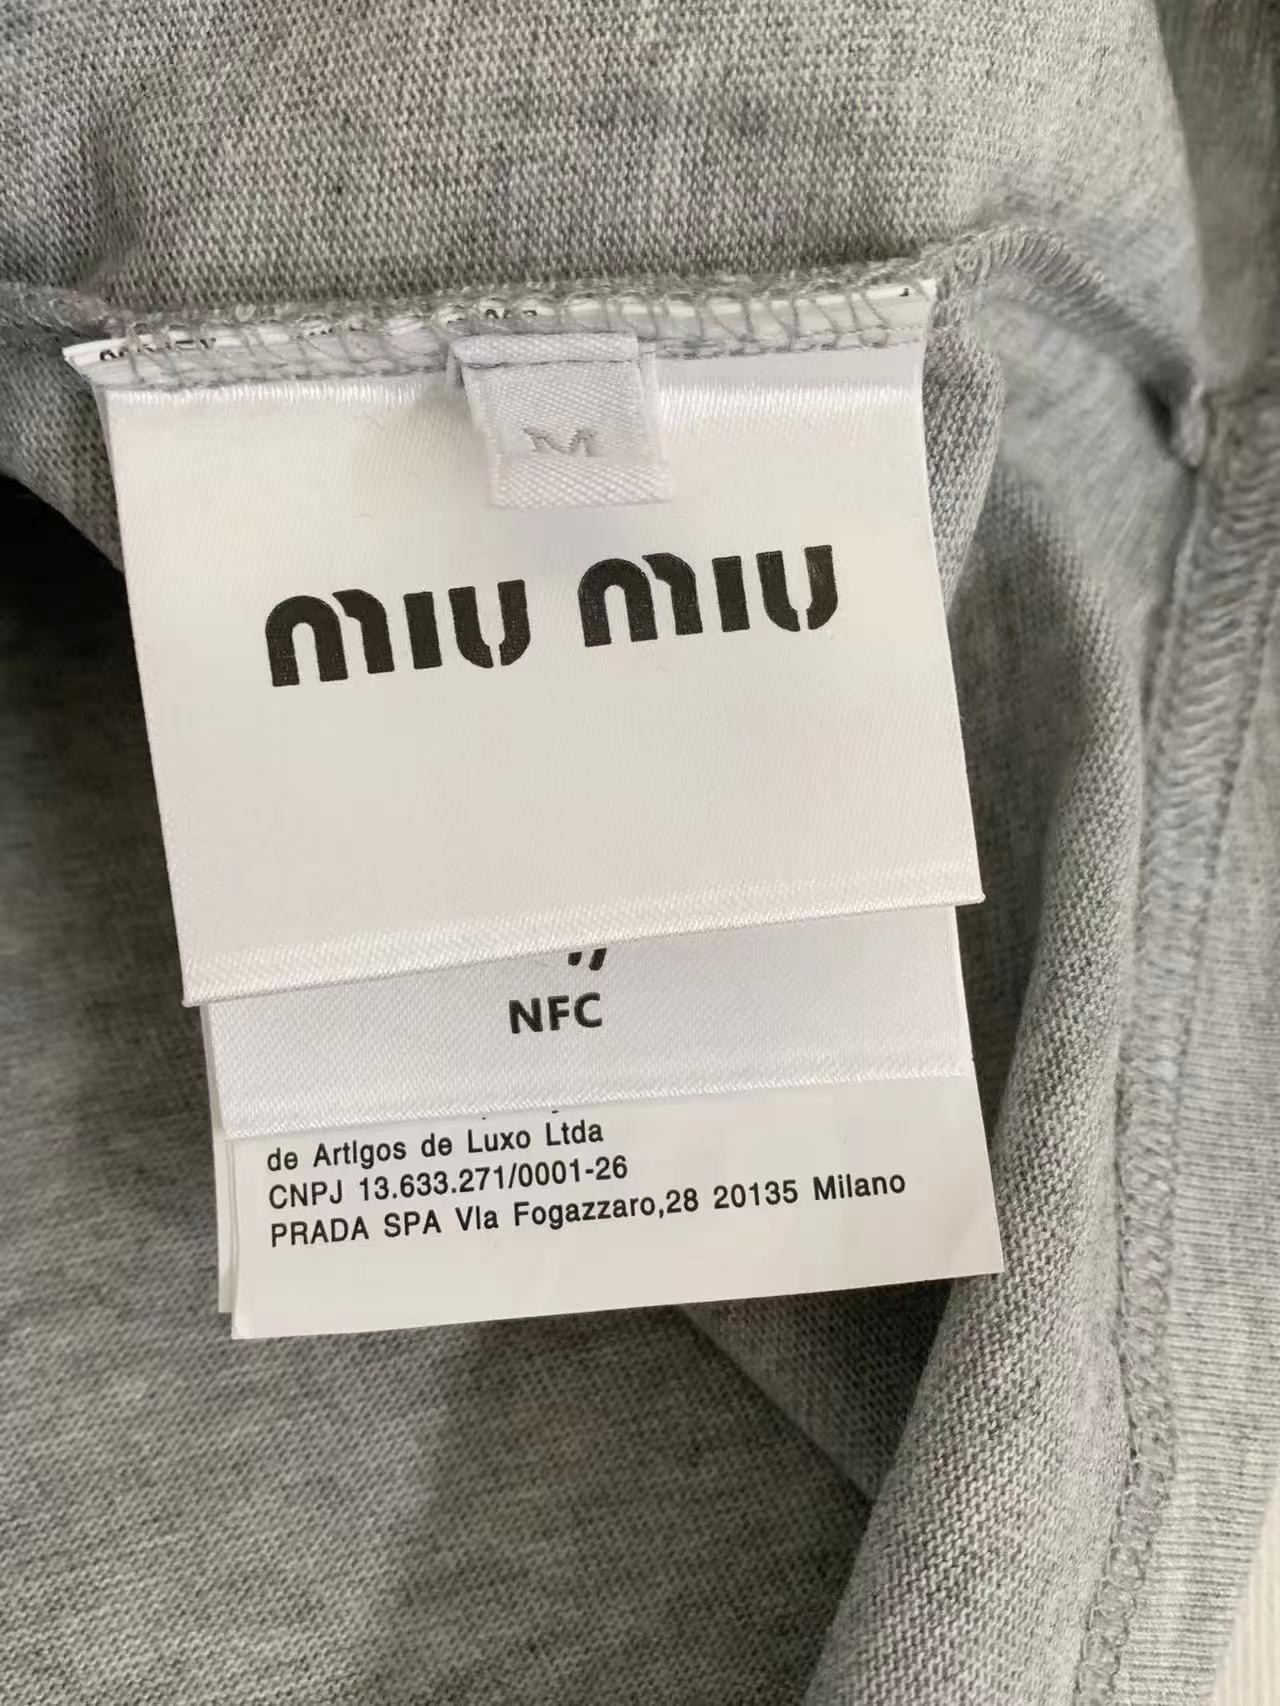 M
miu miu
NFC
de ArtIgos de Luxo Ltda
CNPJ 13.633.271/0001-26
PRADA SPA VIa Fogazzaro,28 20135 Milano